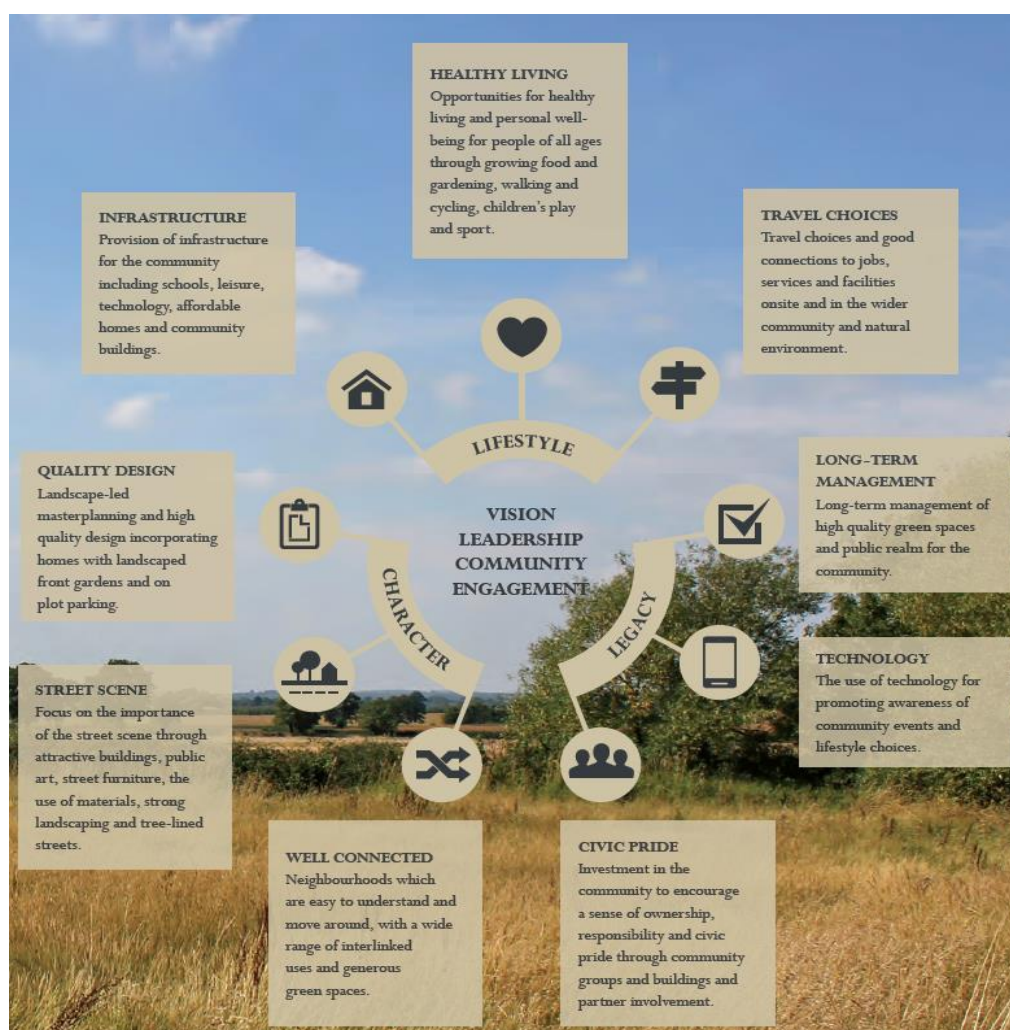 HEALTHY LIVING
Opportunities for healthy
living and personal well-
being for people of all ages
through growing food and
gardening, walking and
cycling, children's play
and sport.
INFRASTRUCTURE
Provision of infrastructure
for the community
including schools, leisure,
technology, affordable
homes and community
buildings.
TRAVEL CHOICES
Travel choices and good
connections to jobs,
services and facilities
onsite and in the wider
community and natural
environment.
LIFESTYLE
QUALITY DESIGN
Landscape-led
masterplanning and high
quality design incorporating
homes with landscaped
front gardens and on
plot parking.
VISION
LEADERSHIP
COMMUNITY
ENGAGEMENT
LONG-TERM
MANAGEMENT
Long-term management of
high quality green spaces
and public realm for the
community.
CHARACTER
LEGACY
STREET SCENE
Focus on the importance
of the street scene through
attractive buildings, public
art, street furniture, the
use of materials, strong
landscaping and tree-lined
streets.
TECHNOLOGY
The use of technology for
promoting awareness of
community events and
lifestyle choices.
WELL CONNECTED
Neighbourhoods which
are easy to understand and
move around, with a wide
range of interlinked
uses and generous
green spaces.
CIVIC PRIDE
Investment in the
community to encourage
a sense of ownership,
responsibility and civic
pride through community
groups and buildings and
partner involvement.